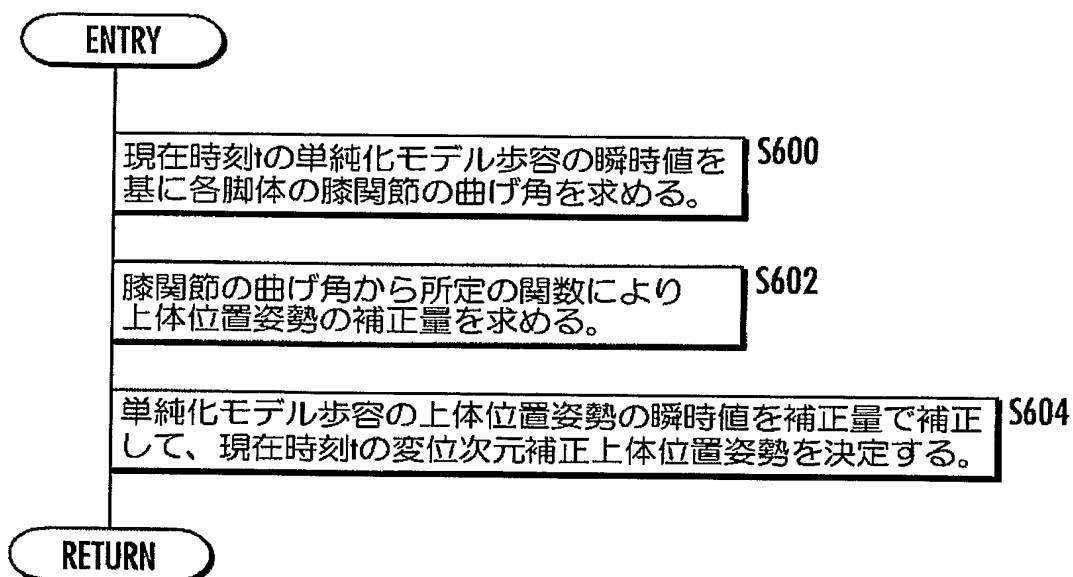 ENTRY
現在時刻tの単純化モデル歩容の瞬時値を
基に各脚体の膝関節の曲げ角を求める。
S600
膝関節の曲げ角から所定の関数により
上体位置姿勢の補正量を求める。
S602
単純化モデル歩容の上体位置姿勢の瞬時値を補正量で補正
して、現在時刻tの変位次元補正上体位置姿勢を決定する。
S604
RETURN